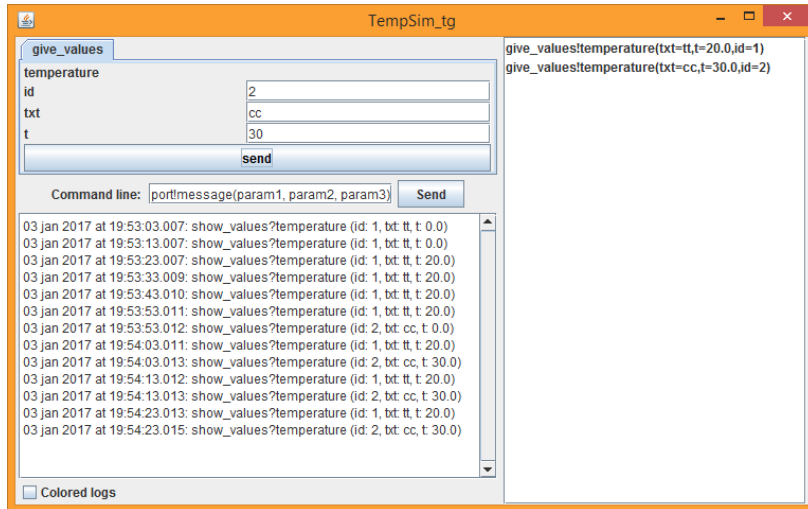 TempSim_tg
give_values
temperature
id 2
txt cc
t 30
send
Command line: port!message(param1, param2, param3) Send
03 jan 2017 at 19:53:03.007: show_values?temperature (id: 1, txt: tt, t: 0.0)
03 jan 2017 at 19:53:13.007: show_values?temperature (id: 1, txt: tt, t: 0.0)
03 jan 2017 at 19:53:23.007: show_values?temperature (id: 1, txt: tt, t: 20.0)
03 jan 2017 at 19:53:33.009: show_values?temperature (id: 1, txt: tt, t: 20.0)
03 jan 2017 at 19:53:43.010: show_values?temperature (id: 1, txt: tt, t: 20.0)
03 jan 2017 at 19:53:53.011: show_values?temperature (id: 1, txt: tt, t: 20.0)
03 jan 2017 at 19:53:53.012: show_values?temperature (id: 2, txt: cc, t: 0.0)
03 jan 2017 at 19:54:03.011: show_values?temperature (id: 1, txt: tt, t: 20.0)
03 jan 2017 at 19:54:03.013: show_values?temperature (id: 2, txt: cc, t: 30.0)
03 jan 2017 at 19:54:13.012: show_values?temperature (id: 1, txt: tt, t: 20.0)
03 jan 2017 at 19:54:13.013: show_values?temperature (id: 2, txt: cc, t: 30.0)
03 jan 2017 at 19:54:23.013: show_values?temperature (id: 1, txt: tt, t: 20.0)
03 jan 2017 at 19:54:23.015: show_values?temperature (id: 2, txt: cc, t: 30.0)
Colored logs
give_values!temperature(txt=tt,t=20.0,id=1)
give_values!temperature(txt=cc,t=30.0,id=2)